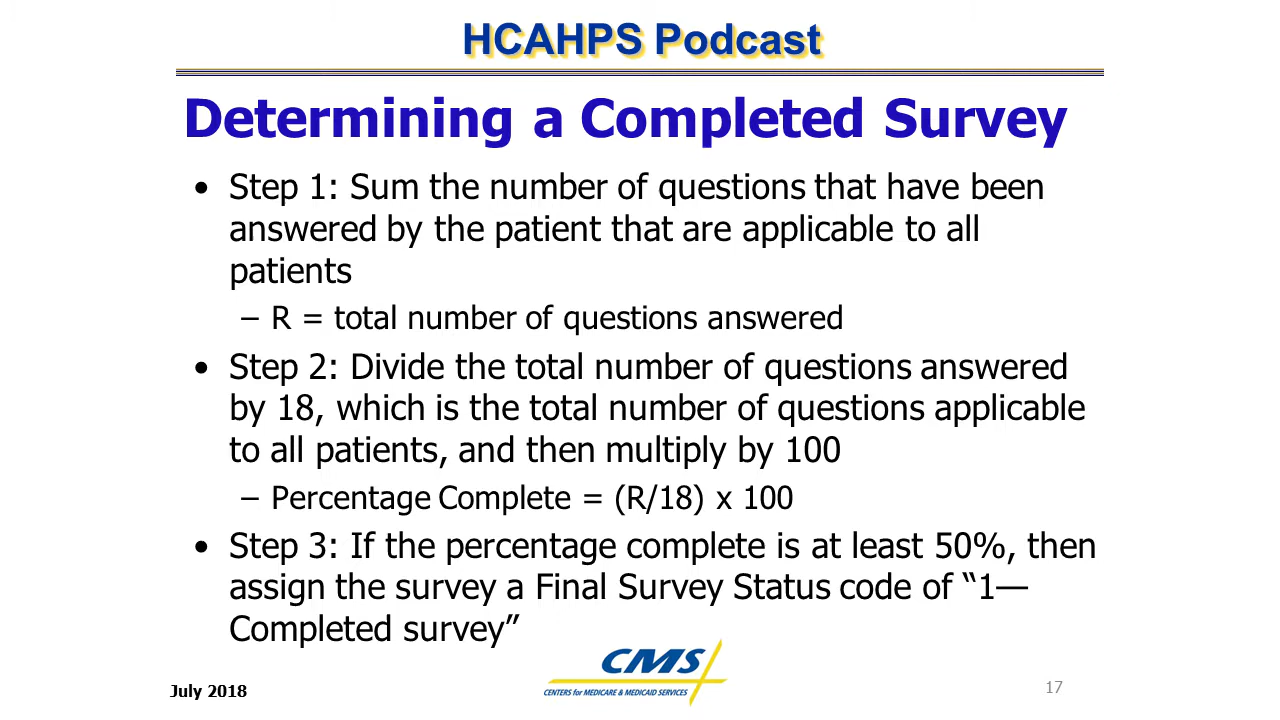 HCAHPS Podcast
Determining a Completed Survey
• Step 1: Sum the number of questions that have been
answered by the patient that are applicable to all
patients
– R = total number of questions answered
• Step 2: Divide the total number of questions answered
by 18, which is the total number of questions applicable
to all patients, and then multiply by 100
– Percentage Complete = (R/18) x 100
• Step 3: If the percentage complete is at least 50%, then
assign the survey a Final Survey Status code of “1—
Completed survey”
CMS
CENTERS for MEDICARE & MEDICAID SERVICES
July 2018
17